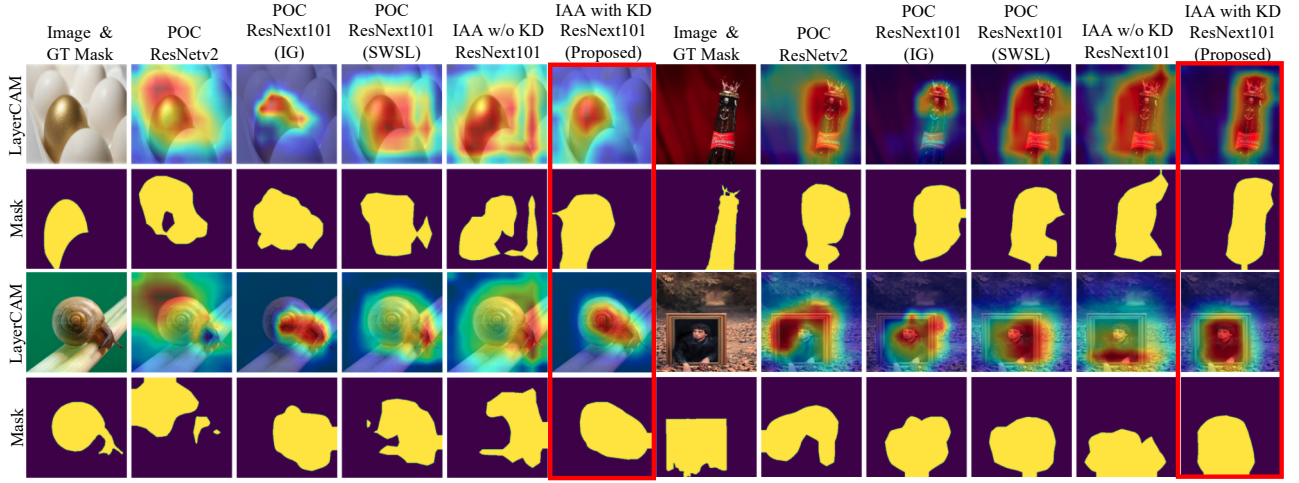 Image & GT Mask
POC ResNetv2
POC ResNext101 (IG)
POC ResNext101 (SWSL)
IAA w/o KD ResNext101
IAA with KD ResNext101 (Proposed)
Image & GT Mask
POC ResNetv2
POC ResNext101 (IG)
POC ResNext101 (SWSL)
IAA w/o KD ResNext101
IAA with KD ResNext101 (Proposed)
LayerCAM
Mask
LayerCAM
Mask